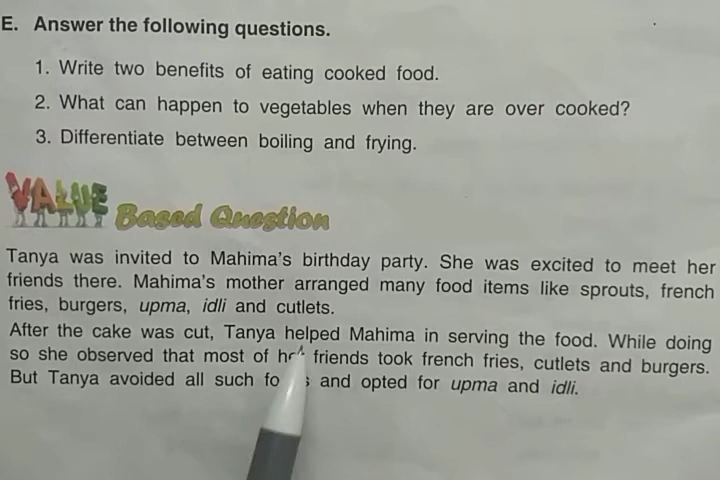 E. Answer the following questions.
1. Write two benefits of eating cooked food.
2. What can happen to vegetables when they are over cooked?
3. Differentiate between boiling and frying.
VALUE Based Question
Tanya was invited to Mahima's birthday party. She was excited to meet her
friends there. Mahima's mother arranged many food items like sprouts, french
fries, burgers, upma, idli and cutlets.
After the cake was cut, Tanya helped Mahima in serving the food. While doing
so she observed that most of friends took french fries, cutlets and burgers.
But Tanya avoided all such and opted for upma and idli.